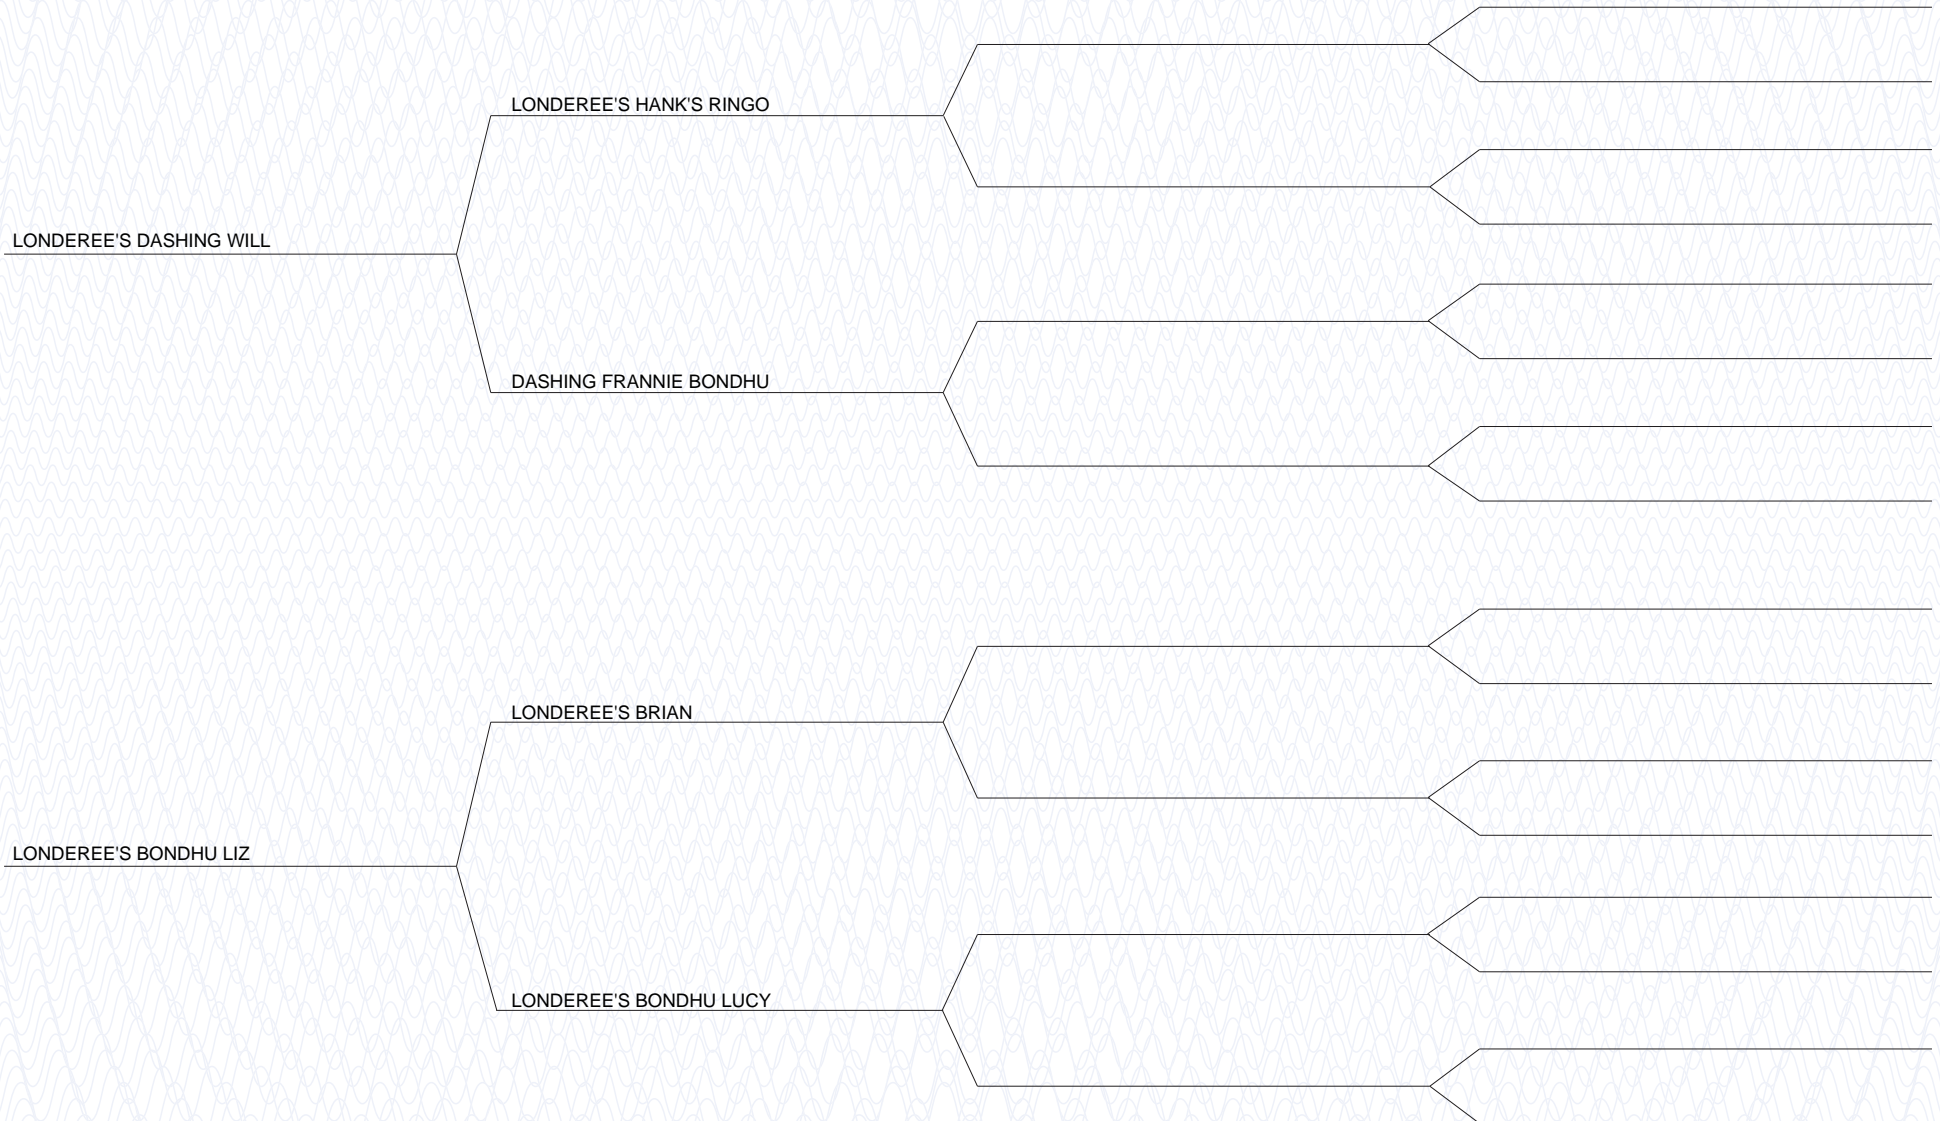 LONDEREE'S HANK'S RINGO
LONDEREE'S DASHING WILL
DASHING FRANNIE BONDHU
LONDEREE'S BRIAN
LONDEREE'S BONDHU LIZ
LONDEREE'S BONDHU LUCY